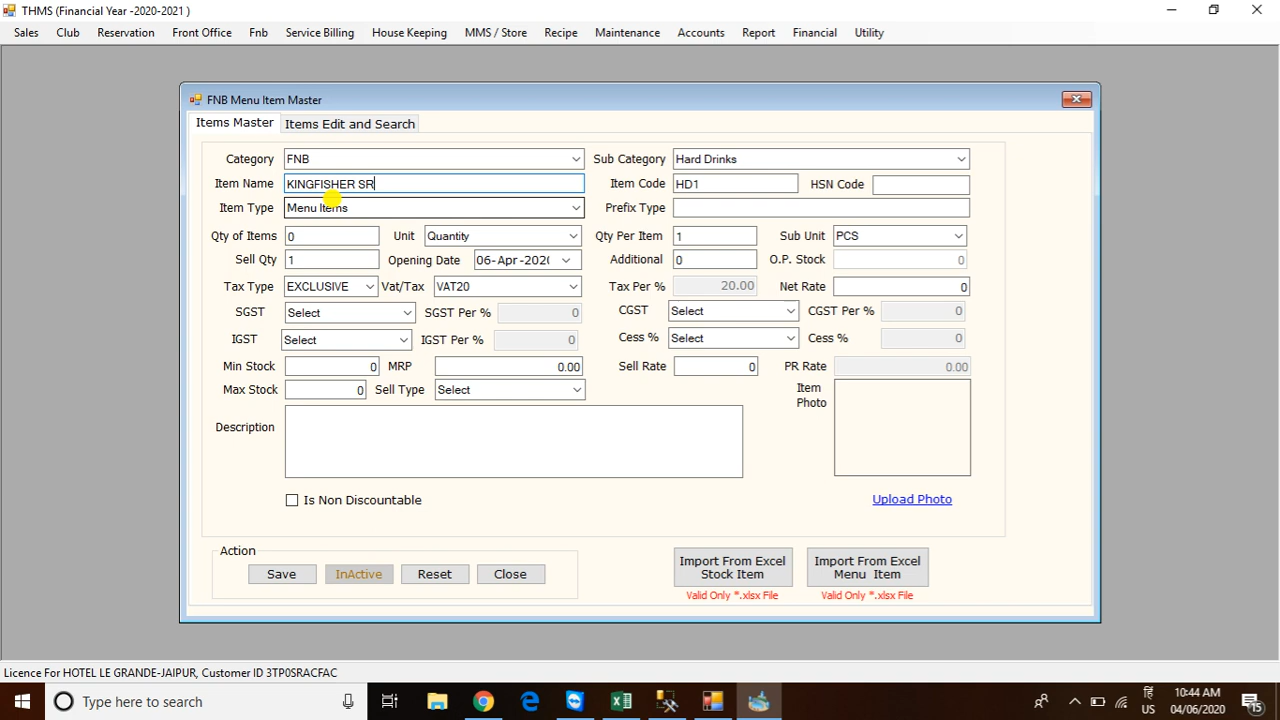 THMS (Financial Year -2020-2021 )
Sales Club Reservation Front Office Fnb Service Billing House Keeping MMS / Store Recipe Maintenance Accounts Report Financial Utility
FNB Menu Item Master
Items Master Items Edit and Search
Category FNB Sub Category Hard Drinks
Item Name KINGFISHER SR Item Code HD1 HSN Code
Item Type Menu Items Prefix Type
Qty of Items 0 Unit Quantity Qty Per Item 1 Sub Unit PCS
Sell Qty 1 Opening Date 06-Apr-2020 Additional 0 O.P. Stock 0
Tax Type EXCLUSIVE Vat/Tax VAT20 Tax Per % 20.00 Net Rate 0
SGST Select SGST Per % 0 CGST Select CGST Per % 0
IGST Select IGST Per % 0 Cess % Select Cess % 0
Min Stock 0 MRP 0.00 Sell Rate 0 PR Rate 0.00
Max Stock 0 Sell Type Select Item Photo
Description
Is Non Discountable Upload Photo
Action
Save InActive Reset Close
Import From Excel Stock Item Import From Excel Menu Item
Valid Only *.xlsx File Valid Only *.xlsx File
Licence For HOTEL LE GRANDE-JAIPUR, Customer ID 3TP0SRACFAC
Type here to search
हि
US
10:44 AM
04/06/2020
15